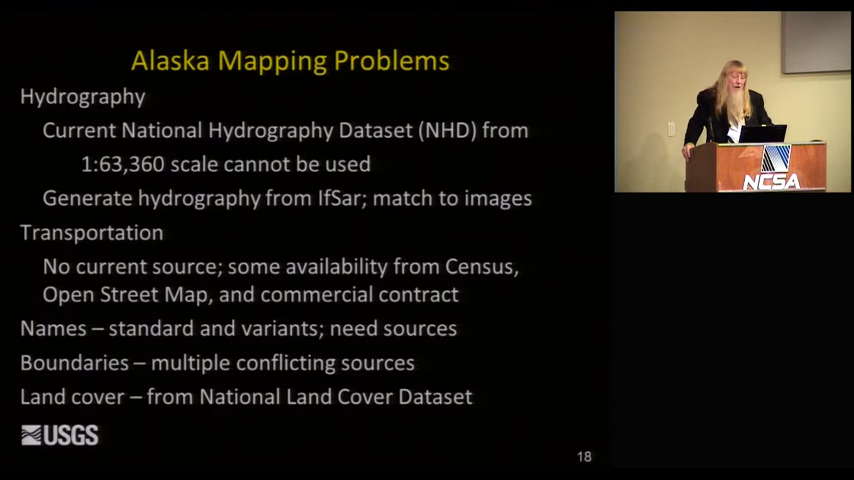 Alaska Mapping Problems
Hydrography
Current National Hydrography Dataset (NHD) from
1:63,360 scale cannot be used
Generate hydrography from IfSar; match to images
Transportation
No current source; some availability from Census,
Open Street Map, and commercial contract
Names – standard and variants; need sources
Boundaries – multiple conflicting sources
Land cover – from National Land Cover Dataset
USGS
18
NCSA